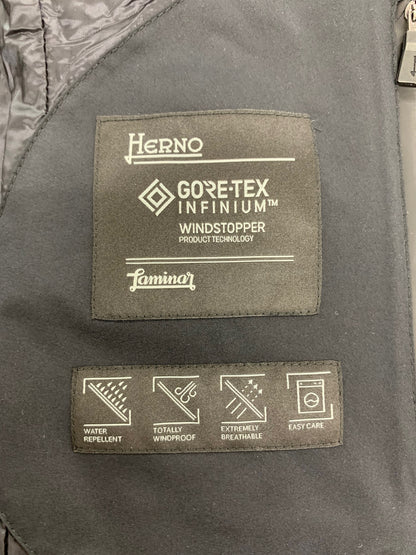 HERNO
GORE-TEX
INFINIUM™
WINDSTOPPER
PRODUCT TECHNOLOGY
Laminar
WATER
REPELLENT
TOTALLY
WINDPROOF
EXTREMELY
BREATHABLE
EASY CARE